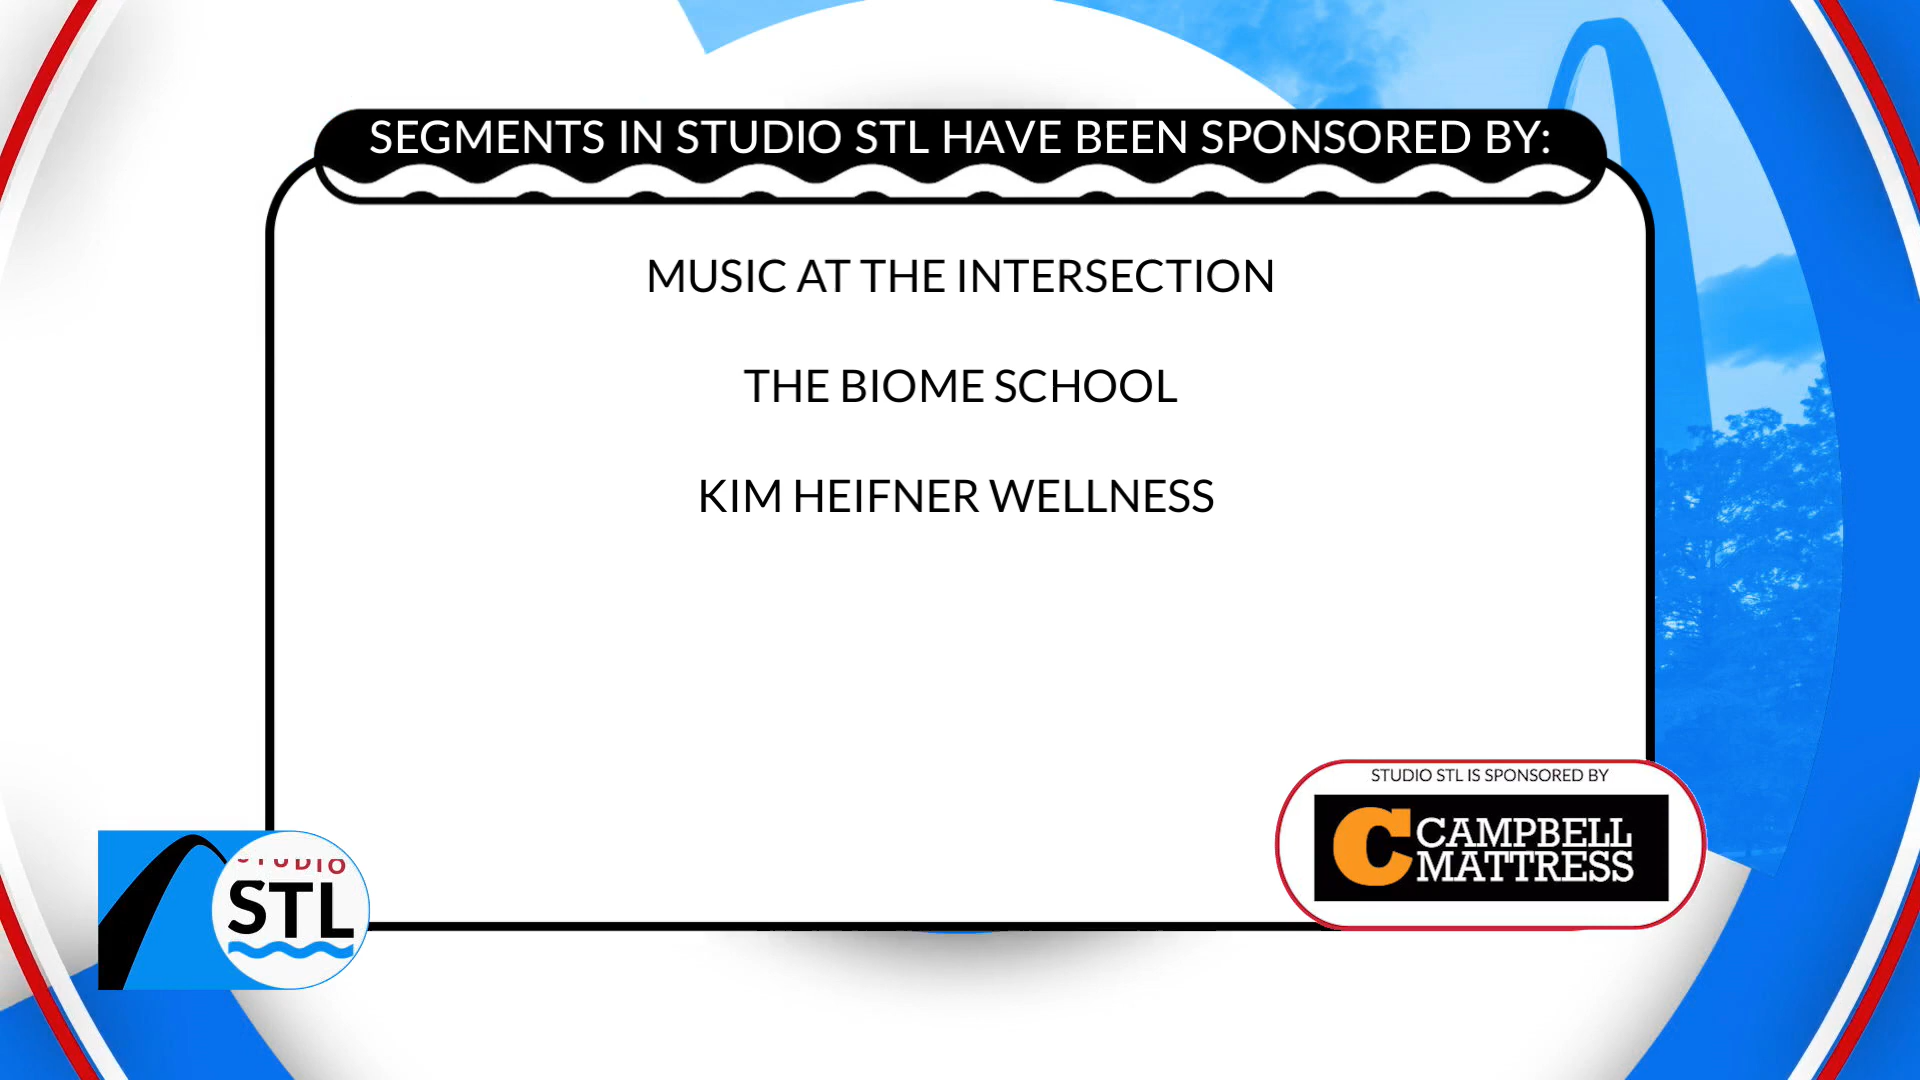 SEGMENTS IN STUDIO STL HAVE BEEN SPONSORED BY:
MUSIC AT THE INTERSECTION
THE BIOME SCHOOL
KIM HEIFNER WELLNESS
STUDIO STL IS SPONSORED BY
C CAMPBELL
MATTRESS
STUDIO
STL